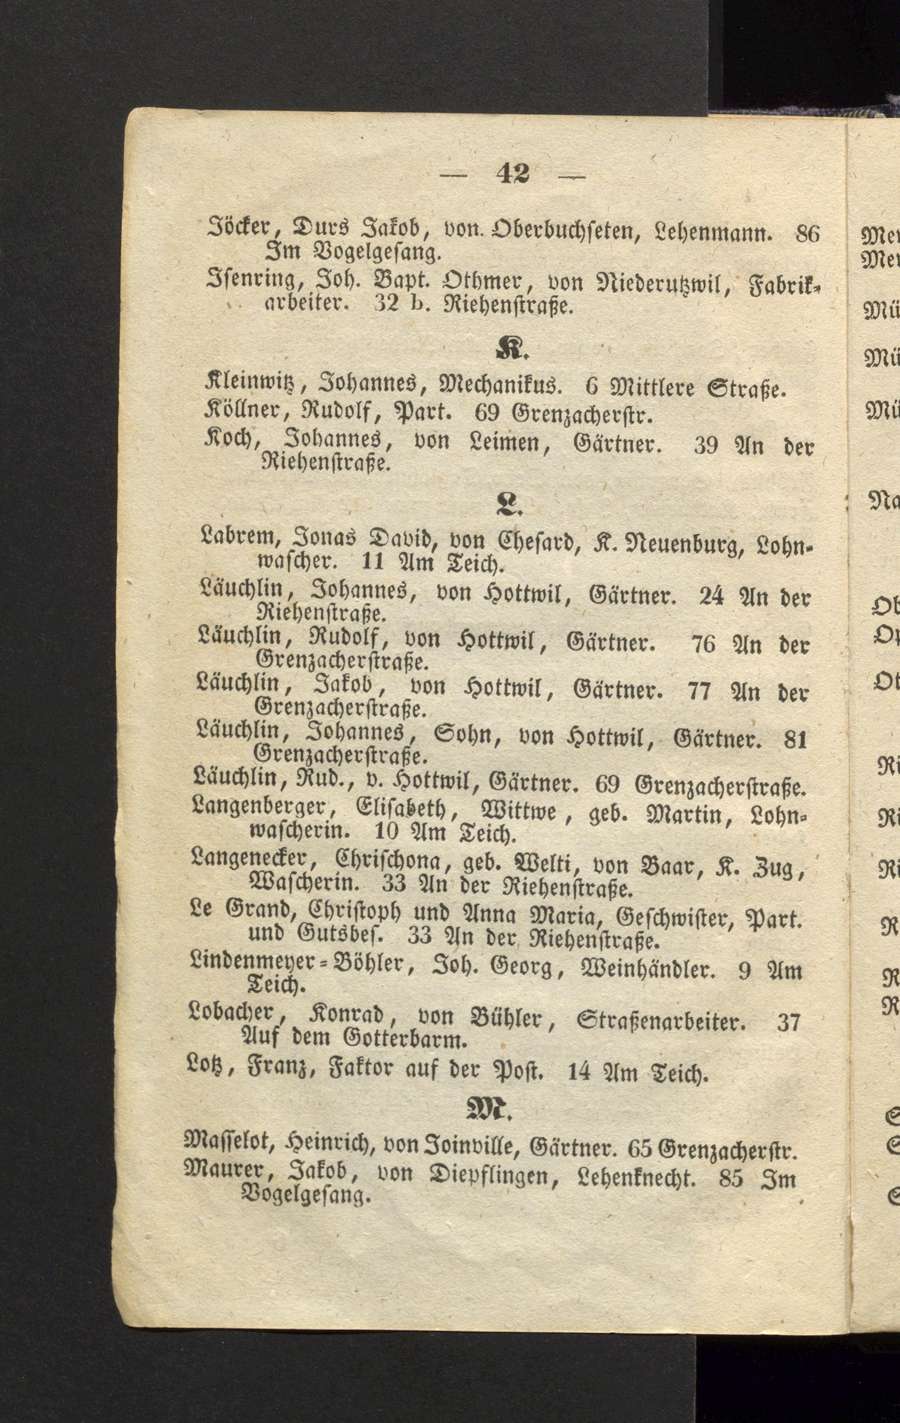 — 42 —
Jöcker, Durs Jakob, von Oberbuchseten, Lehenmann. 86
Im Vogelgesang.
Isenring, Joh. Bapt. Othmer, von Niederutzwil, Fabrik-
arbeiter. 32 b. Riehenstraße.
K.
Kleinwitz, Johannes, Mechanikus. 6 Mittlere Straße.
Köllner, Rudolf, Part. 69 Grenzacherstr.
Koch, Johannes, von Leimen, Gärtner. 39 An der
Riehenstraße.
L.
Labrem, Jonas David, von Chesard, K. Neuenburg, Lohn-
wascher. 11 Am Teich.
Läuchlin, Johannes, von Hottwil, Gärtner. 24 An der
Riehenstraße.
Läuchlin, Rudolf, von Hottwil, Gärtner. 76 An der
Grenzacherstraße.
Läuchlin, Jakob, von Hottwil, Gärtner. 77 An der
Grenzacherstraße.
Läuchlin, Johannes, Sohn, von Hottwil, Gärtner. 81
Grenzacherstraße.
Läuchlin, Rud., v. Hottwil, Gärtner. 69 Grenzacherstraße.
Langenberger, Elisabeth, Wittwe, geb. Martin, Lohn-
wascherin. 10 Am Teich.
Langenecker, Chrischona, geb. Welti, von Baar, K. Zug,
Wascherin. 33 An der Riehenstraße.
Le Grand, Christoph und Anna Maria, Geschwister, Part.
und Gutsbes. 33 An der Riehenstraße.
Lindenmeyer-Böhler, Joh. Georg, Weinhändler. 9 Am
Teich.
Lobacher, Konrad, von Bühler, Straßenarbeiter. 37
Auf dem Gotterbarm.
Lotz, Franz, Faktor auf der Post. 14 Am Teich.
M.
Masselot, Heinrich, von Joinville, Gärtner. 65 Grenzacherstr.
Maurer, Jakob, von Diepflingen, Lehenknecht. 85 Im
Vogelgesang.